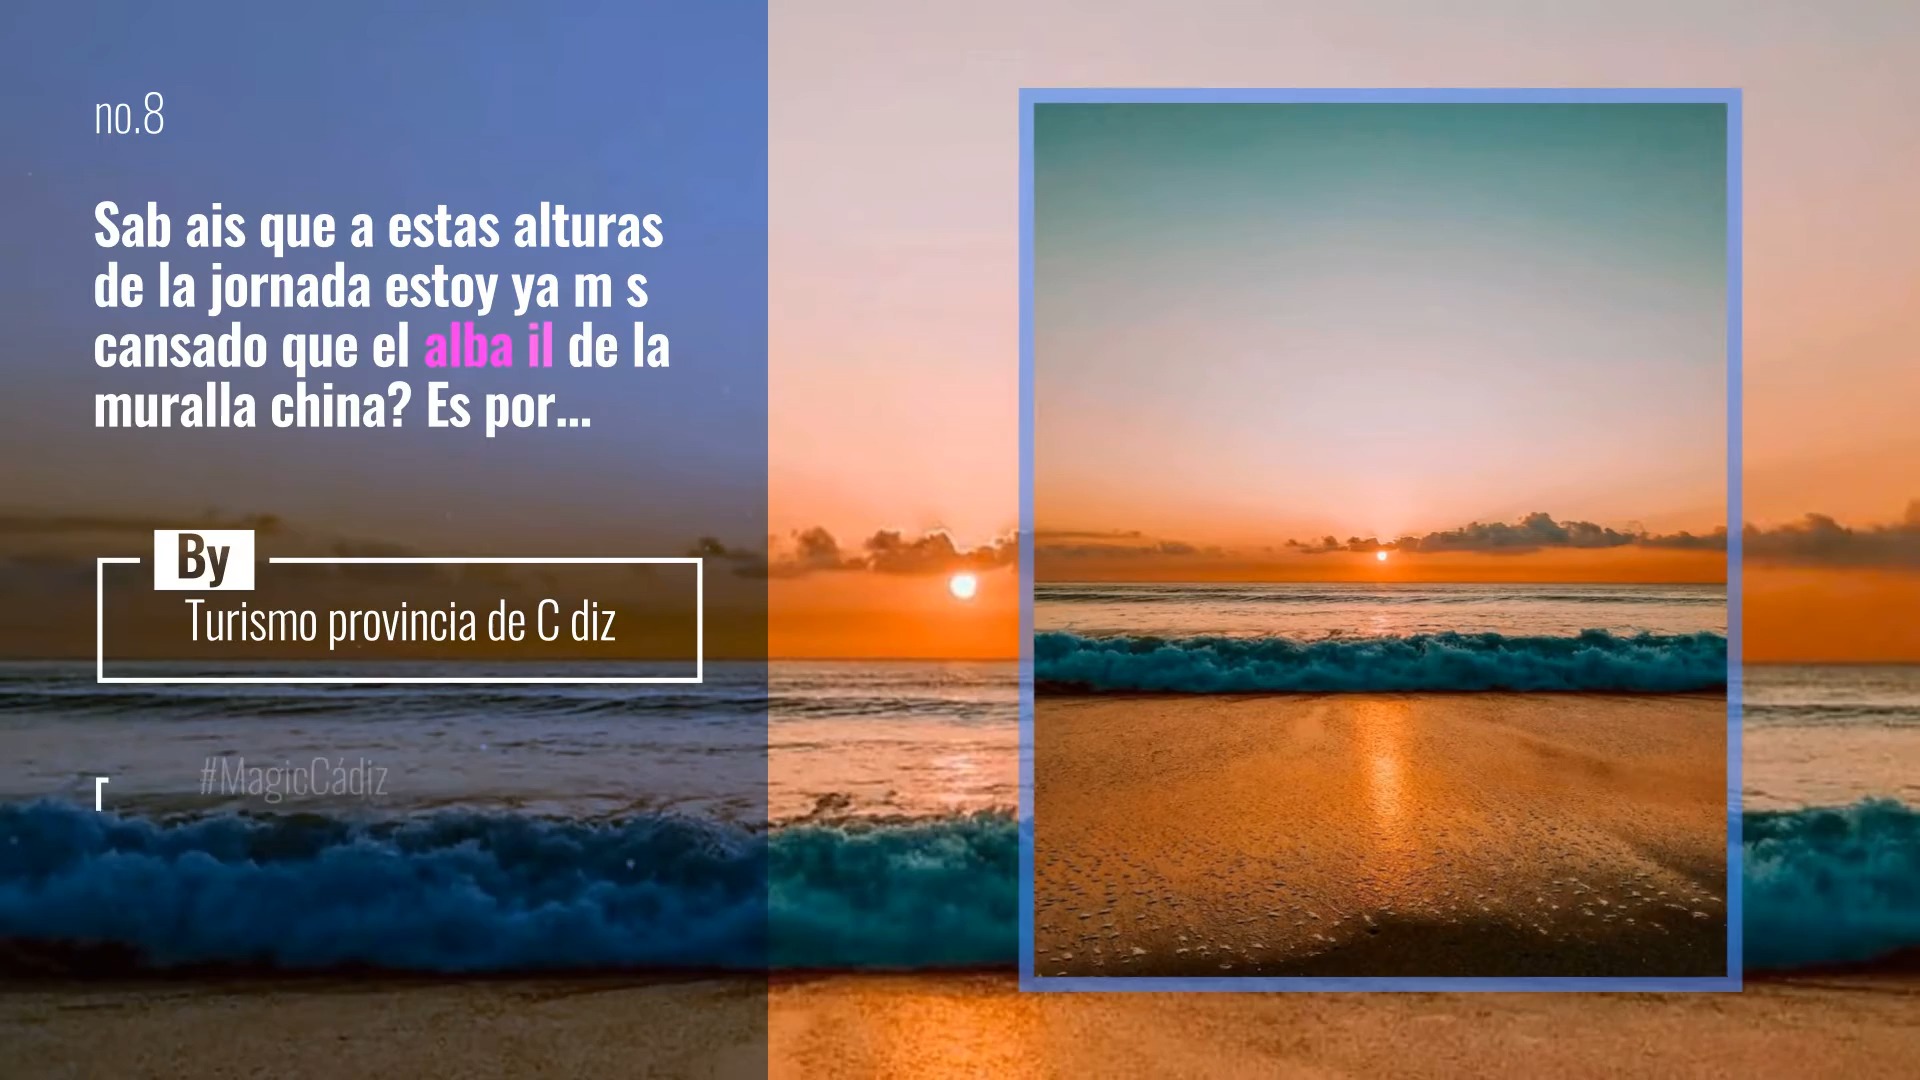 no.8
Sab ais que a estas alturas
de la jornada estoy ya m s
cansado que el alba il de la
muralla china? Es por...
By
Turismo provincia de C diz
#MagicCádiz